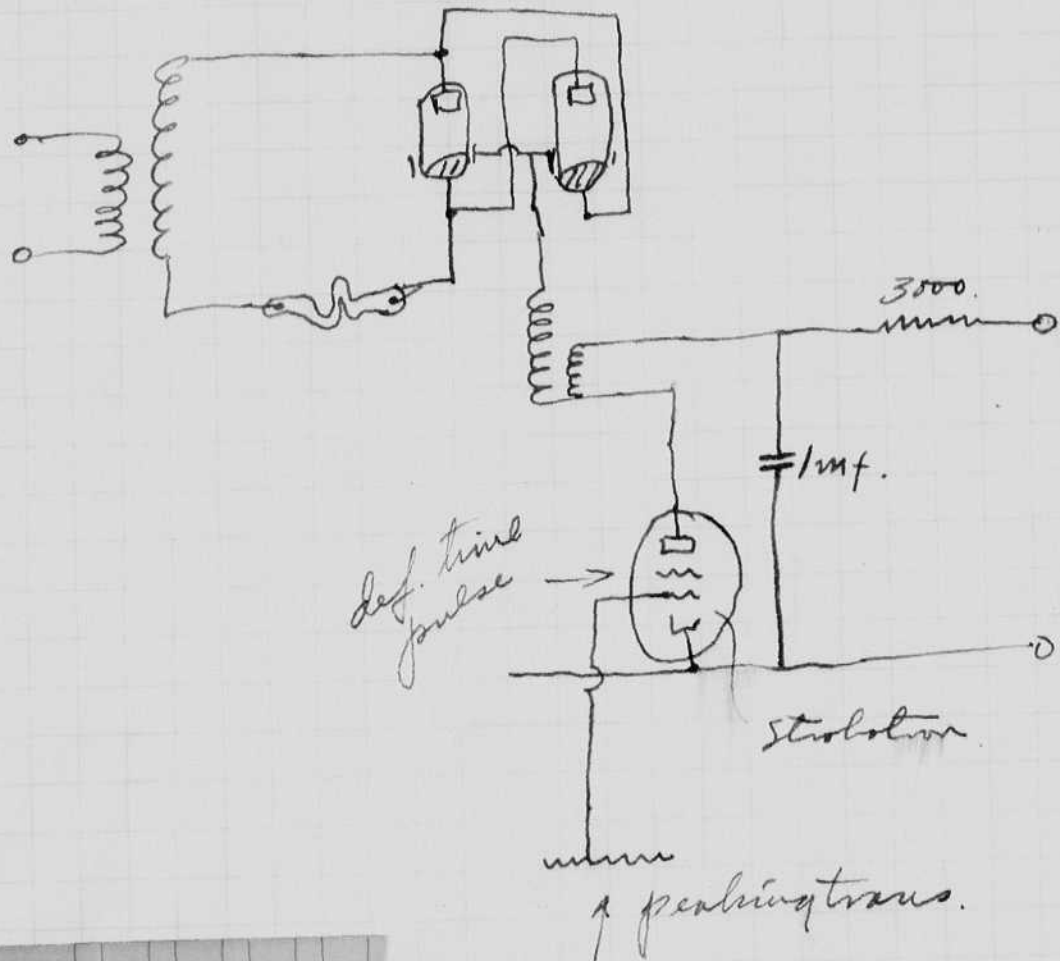 3000.
1mf.
def. time
pulse
strobotron
peaking trans.